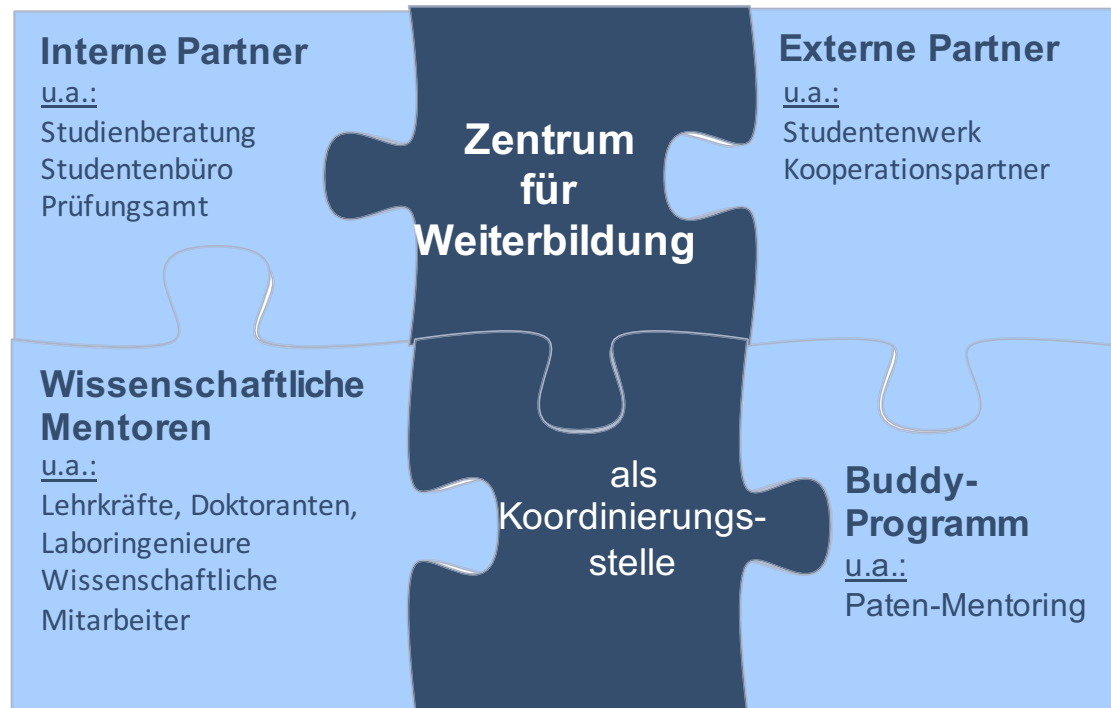 Interne Partner
u.a.:
Studienberatung
Studentenbüro
Prüfungsamt
Zentrum
für
Weiterbildung
Externe Partner
u.a.:
Studentenwerk
Kooperationspartner
Wissenschaftliche
Mentoren
u.a.:
Lehrkräfte, Doktoranten,
Laboringenieure
Wissenschaftliche
Mitarbeiter
als
Koordinierungs-
stelle
Buddy-
Programm
u.a.:
Paten-Mentoring